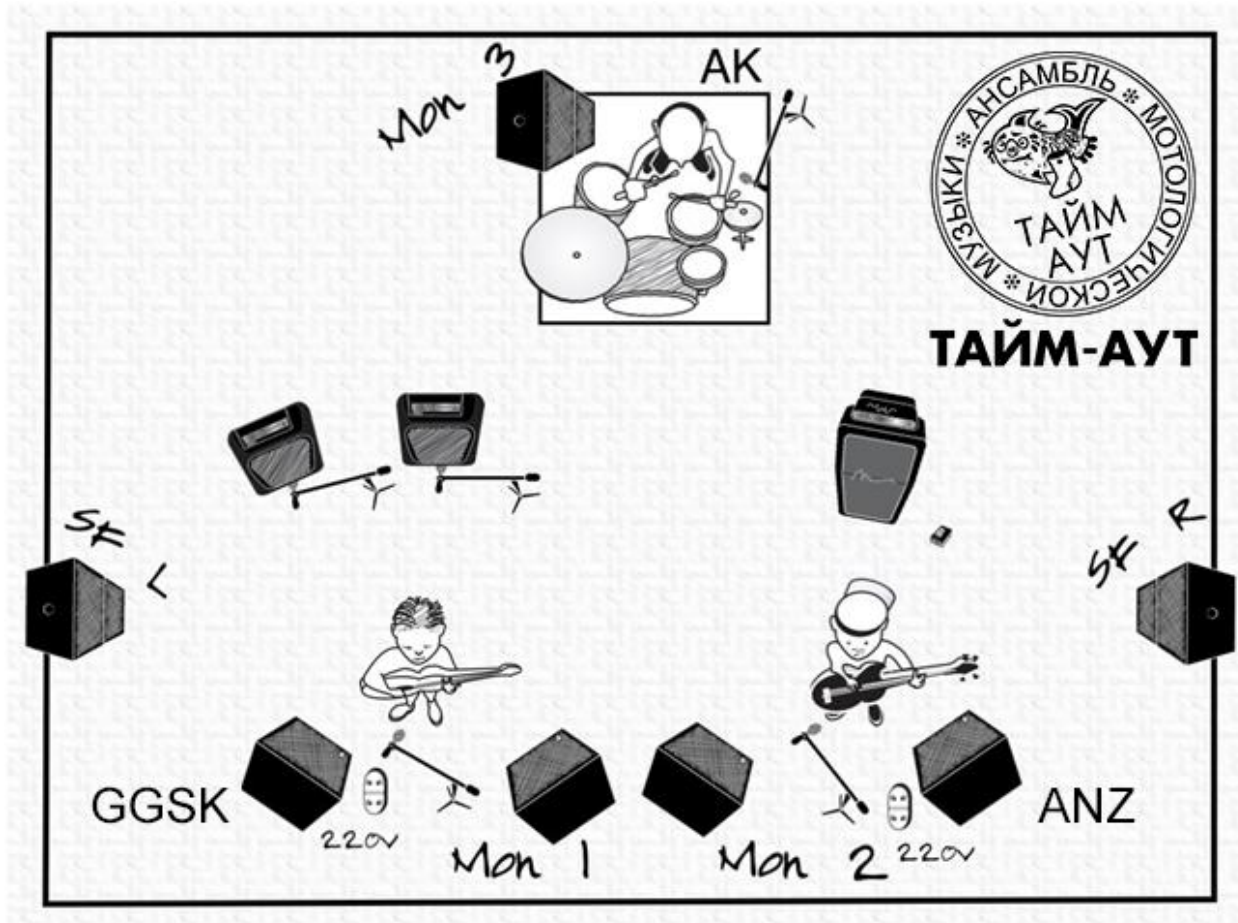 Mon 3
AK
АНСАМБЛЬ * МОТОЛОГИЧЕСКОЙ * МУЗЫКИ *
ТАЙМ
АУТ
ТАЙМ-АУТ
SF L
SF R
GGSK
ANZ
220v
Mon 1
Mon 2
220v